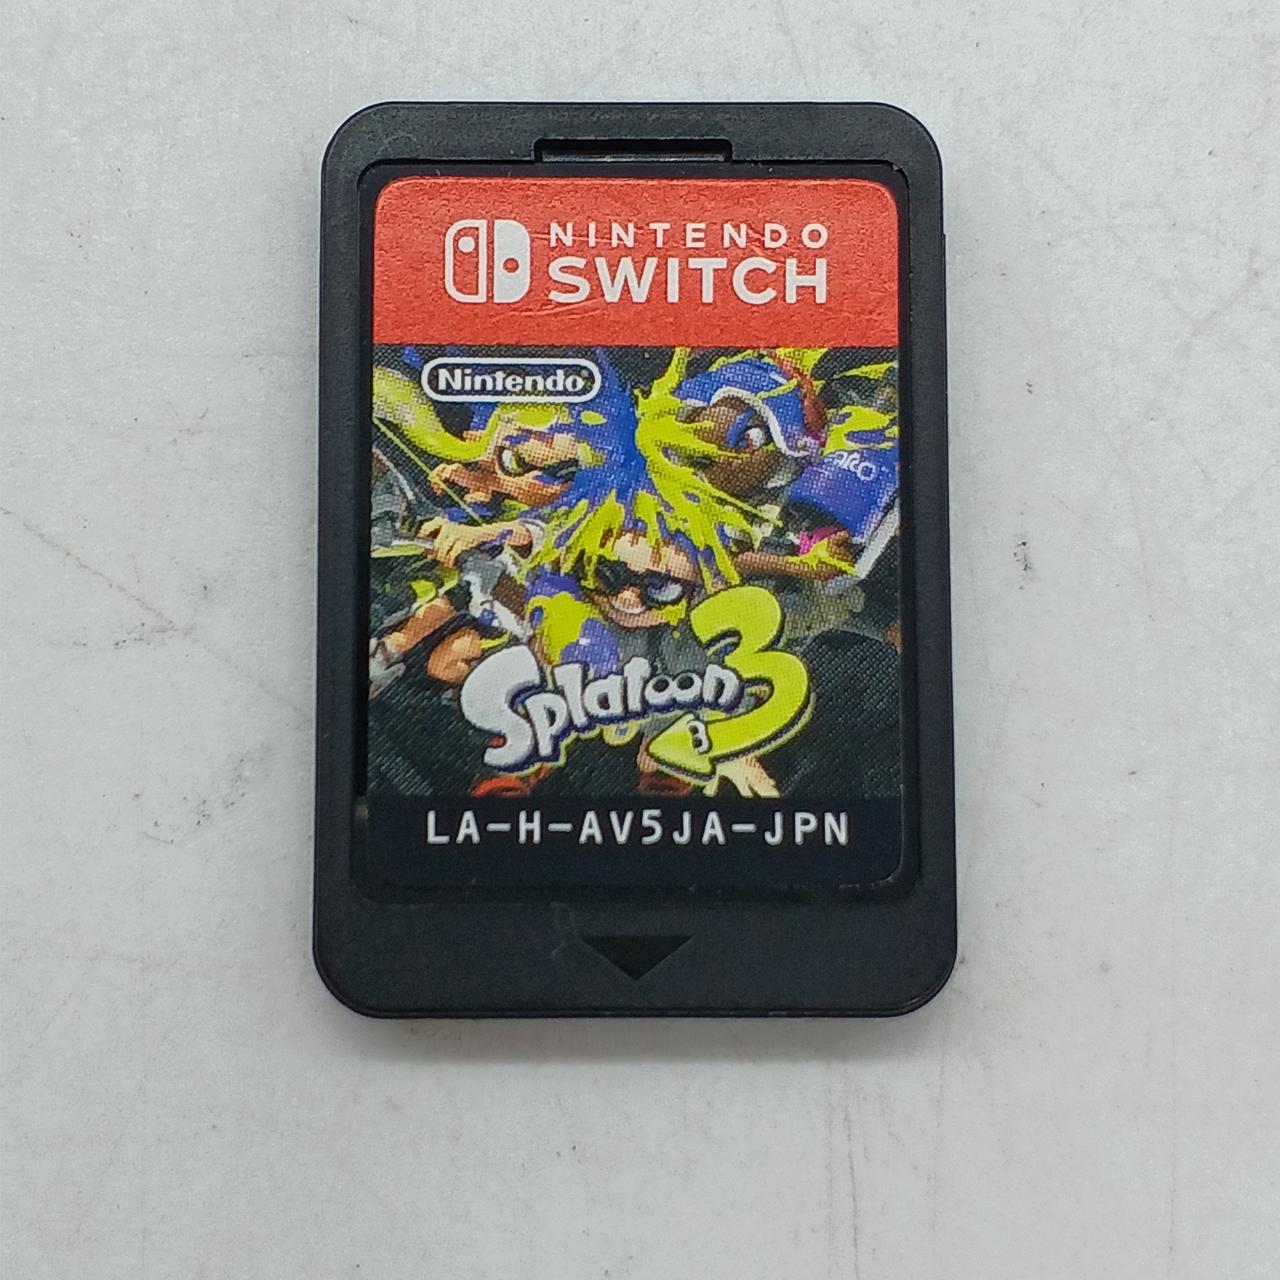 NINTENDO
SWITCH
Nintendo
Splatoon 3
LA-H-AV5JA-JPN